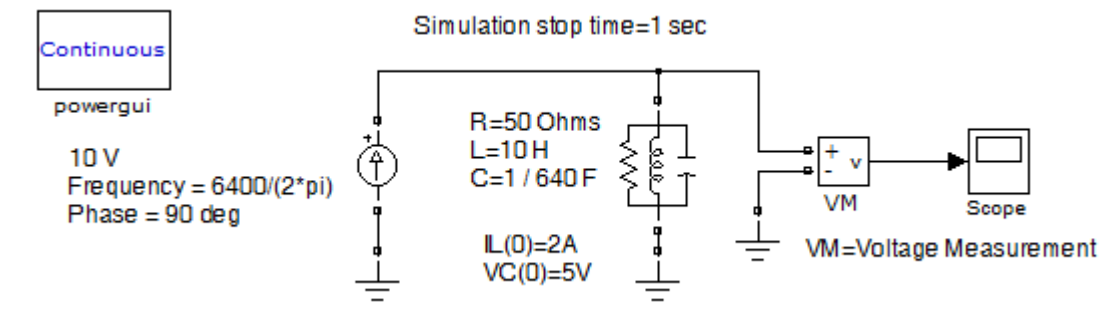 Simulation stop time=1 sec
Continuous
powergui
10 V
Frequency = 6400/(2*pi)
Phase = 90 deg
+
R=50 Ohms
L=10 H
C=1 / 640 F
IL(0)=2A
VC(0)=5V
+
-
v
VM
Scope
VM=Voltage Measurement